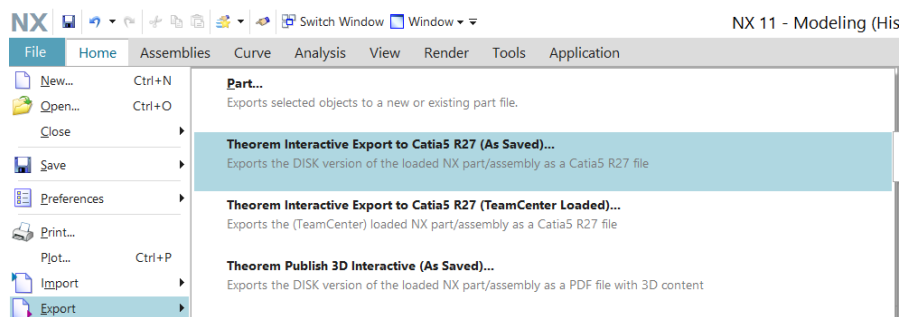 NX Switch Window Window NX 11 - Modeling (His
File Home Assemblies Curve Analysis View Render Tools Application
New... Ctrl+N
Open... Ctrl+O
Close
Save
Preferences
Print...
Plot... Ctrl+P
Import
Export
Part...
Exports selected objects to a new or existing part file.
Theorem Interactive Export to Catia5 R27 (As Saved)...
Exports the DISK version of the loaded NX part/assembly as a Catia5 R27 file
Theorem Interactive Export to Catia5 R27 (TeamCenter Loaded)...
Exports the (TeamCenter) loaded NX part/assembly as a Catia5 R27 file
Theorem Publish 3D Interactive (As Saved)...
Exports the DISK version of the loaded NX part/assembly as a PDF file with 3D content